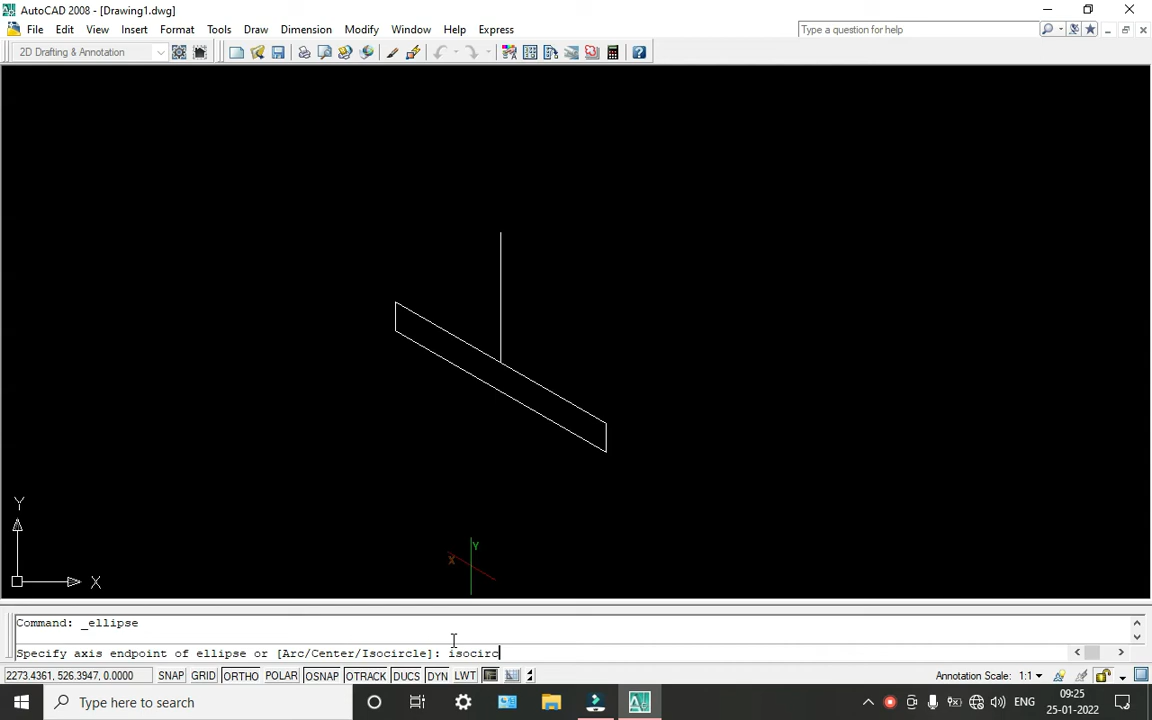 AutoCAD 2008 - [Drawing1.dwg]
File Edit View Insert Format Tools Draw Dimension Modify Window Help Express
Type a question for help
2D Drafting & Annotation
Y
X
Y
X
Command: _ellipse
Specify axis endpoint of ellipse or [Arc/Center/Isocircle]: isocirc
2273.4361, 526.3947, 0.0000 SNAP GRID ORTHO POLAR OSNAP OTRACK DUCS DYN LWT Annotation Scale: 1:1
Type here to search
ENG
09:25
25-01-2022